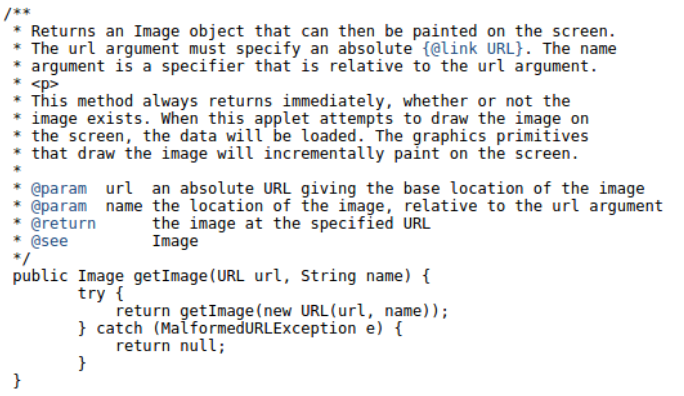 /**
 * Returns an Image object that can then be painted on the screen.
 * The url argument must specify an absolute {@link URL}. The name
 * argument is a specifier that is relative to the url argument.
 * <p>
 * This method always returns immediately, whether or not the
 * image exists. When this applet attempts to draw the image on
 * the screen, the data will be loaded. The graphics primitives
 * that draw the image will incrementally paint on the screen.
 *
 * @param  url  an absolute URL giving the base location of the image
 * @param  name the location of the image, relative to the url argument
 * @return      the image at the specified URL
 * @see         Image
 */
 public Image getImage(URL url, String name) {
        try {
            return getImage(new URL(url, name));
        } catch (MalformedURLException e) {
            return null;
        }
 }